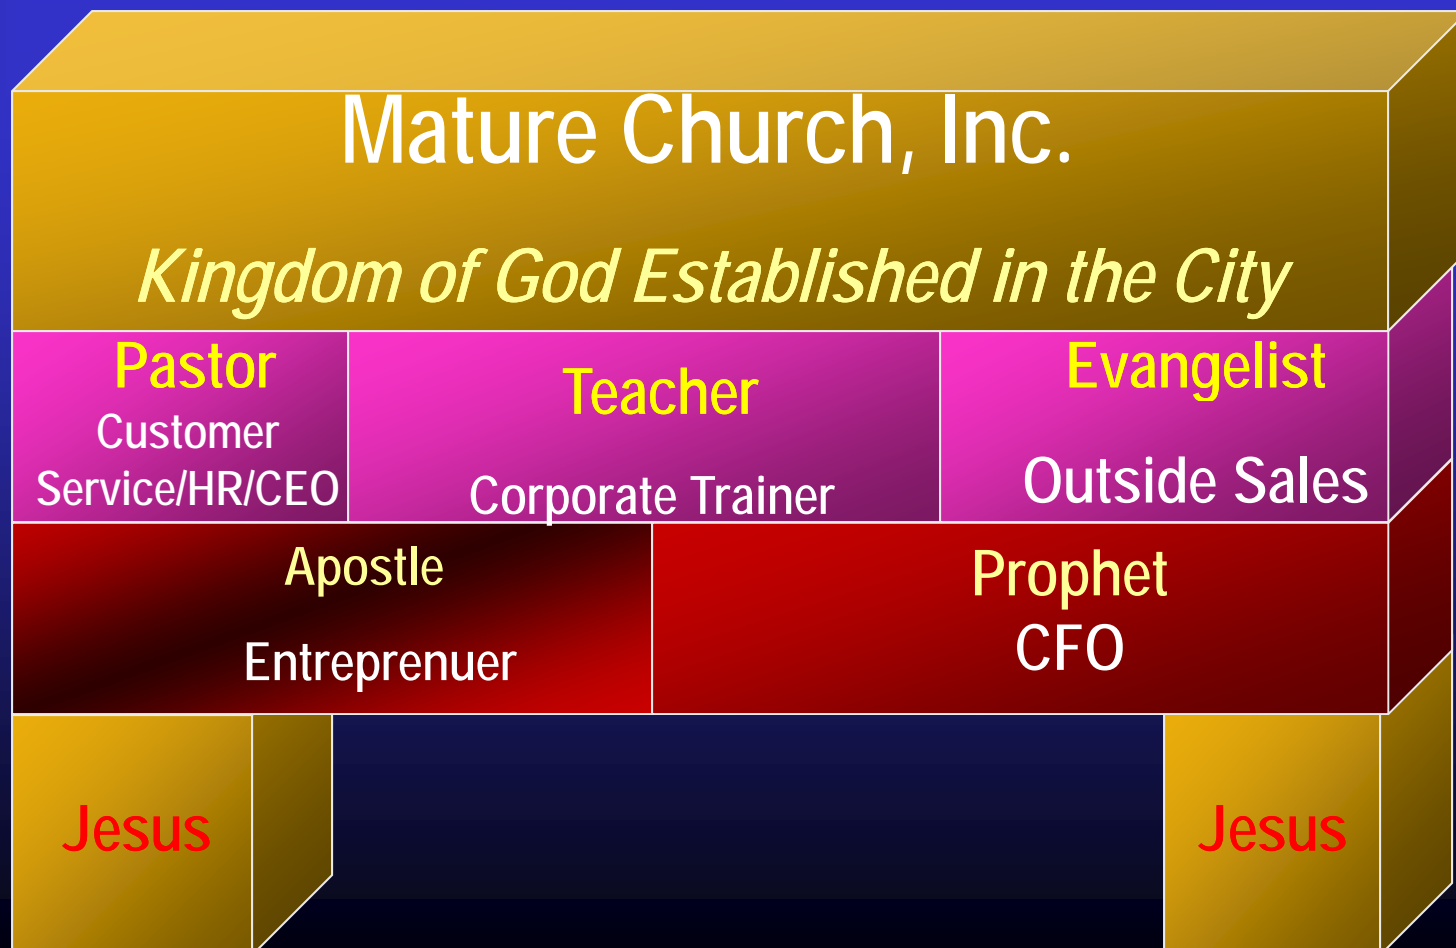 Mature Church, Inc.
Kingdom of God Established in the City
Pastor
Customer
Service/HR/CEO
Teacher
Corporate Trainer
Evangelist
Outside Sales
Apostle
Entreprenuer
Prophet
CFO
Jesus
Jesus